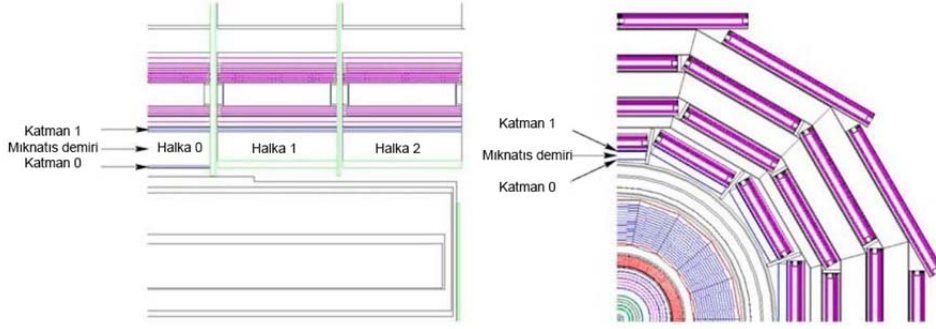 Katman 1
Mıknatıs demiri
Katman 0
Halka 0
Halka 1
Halka 2
Katman 1
Mıknatıs demiri
Katman 0